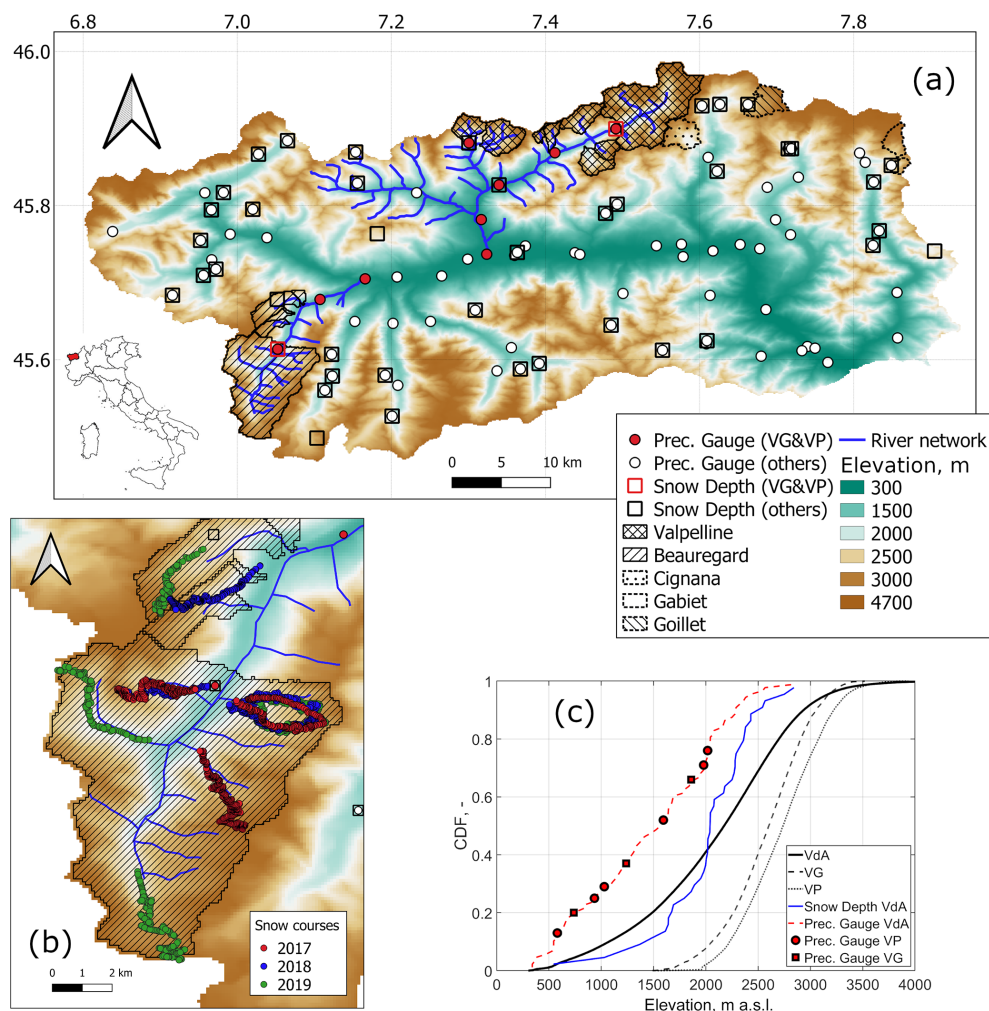 6.8 7.0 7.2 7.4 7.6 7.8
46.0
(a)
45.8
45.6
0 5 10 km
Prec. Gauge (VG&VP)
Prec. Gauge (others)
Snow Depth (VG&VP)
Snow Depth (others)
Valpelline
Beauregard
Cignana
Gabiet
Goillet
River network
Elevation, m
300
1500
2000
2500
3000
4700
(b)
0 1 2 km
Snow courses
2017
2018
2019
(c)
CDF, -
1
0.8
0.6
0.4
0.2
0
0 500 1000 1500 2000 2500 3000 3500 4000
Elevation, m a.s.l.
VdA
VG
VP
Snow Depth VdA
Prec. Gauge VdA
Prec. Gauge VP
Prec. Gauge VG